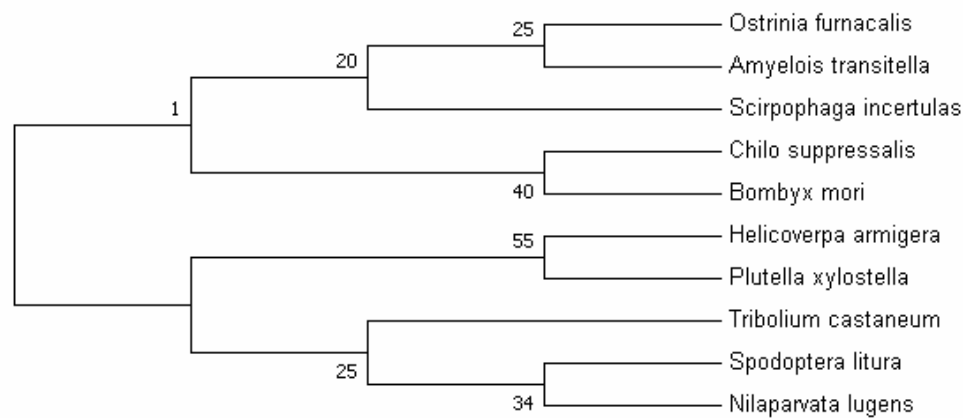 Ostrinia furnacalis
25
Amyelois transitella
20
Scirpophaga incertulas
1
Chilo suppressalis
40
Bombyx mori
Helicoverpa armigera
55
Plutella xylostella
Tribolium castaneum
25
Spodoptera litura
34
Nilaparvata lugens